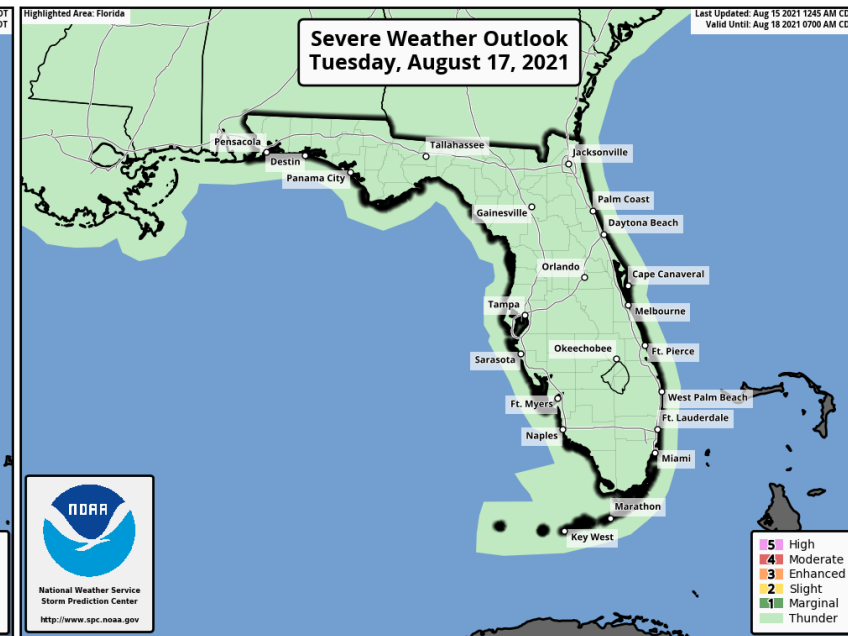 DT
DT
Highlighted Area: Florida
Last Updated: Aug 15 2021 1245 AM CD
Valid Until: Aug 18 2021 0700 AM CD
Severe Weather Outlook
Tuesday, August 17, 2021
Pensacola
Destin
Panama City
Tallahassee
Jacksonville
Palm Coast
Gainesville
Daytona Beach
Orlando
Cape Canaveral
Tampa
Melbourne
Okeechobee
Ft. Pierce
Sarasota
West Palm Beach
Ft. Myers
Ft. Lauderdale
Naples
Miami
Marathon
Key West
NOAA
National Weather Service
Storm Prediction Center
http://www.spc.noaa.gov
5 High
4 Moderate
3 Enhanced
2 Slight
1 Marginal
Thunder